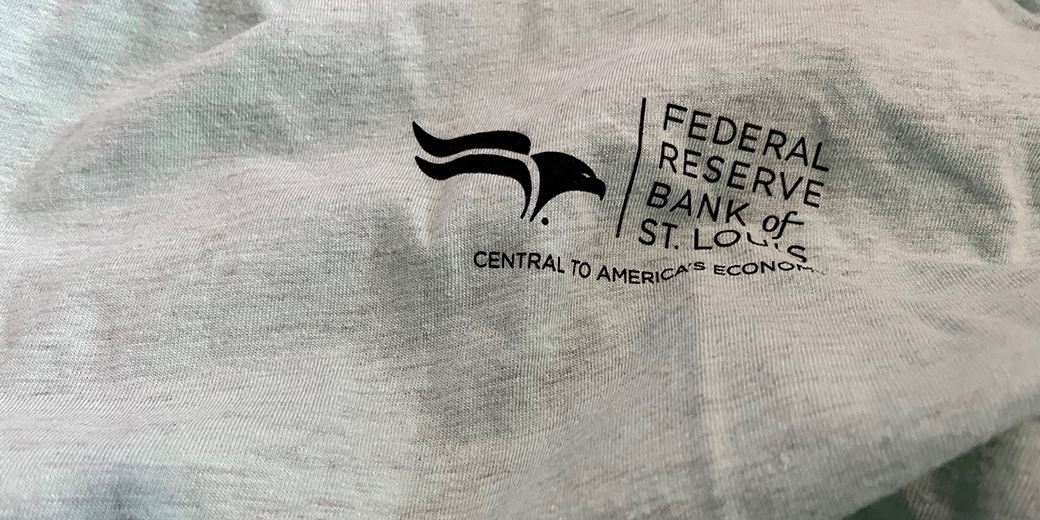 FEDERAL
RESERVE
BANK of
ST. LOUIS
CENTRAL TO AMERICA'S